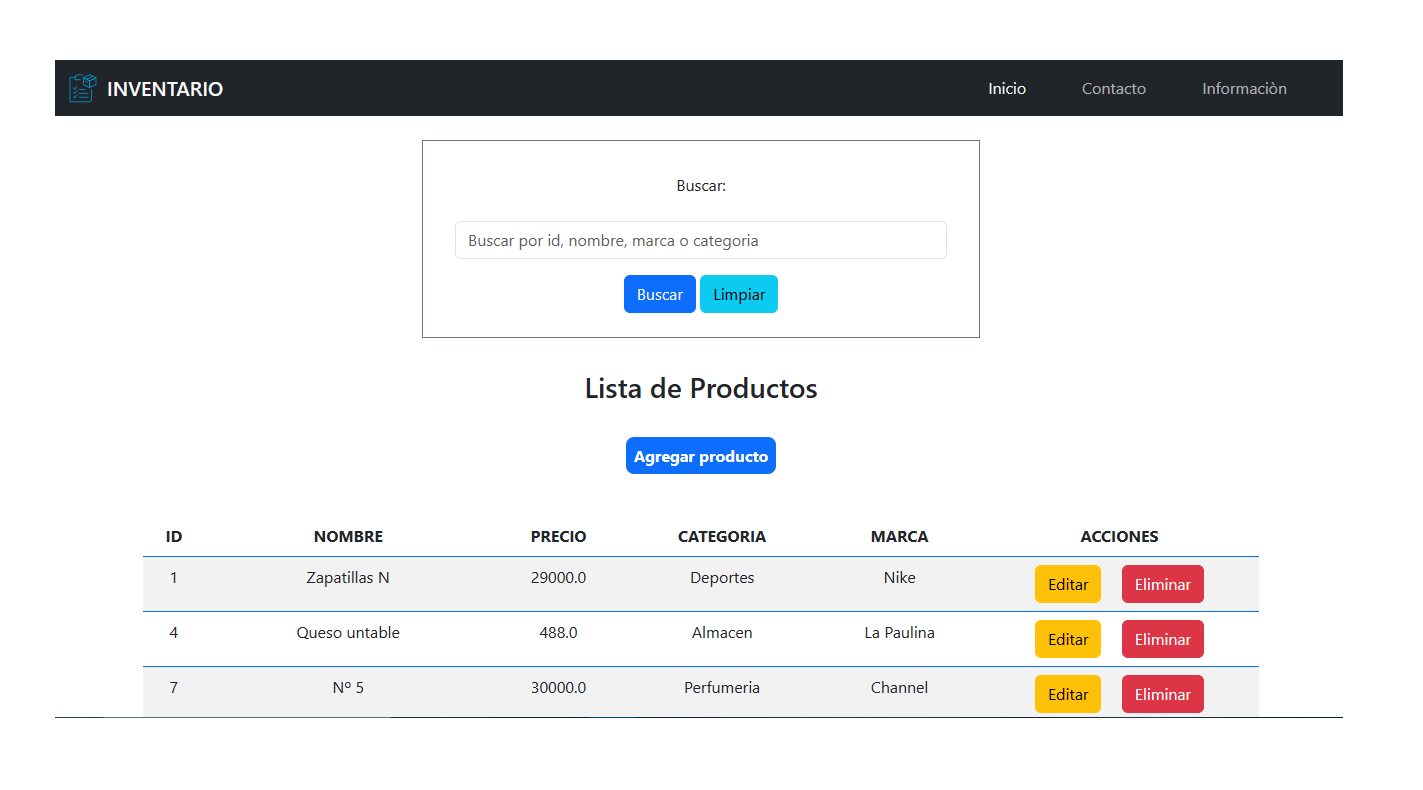 INVENTARIO Inicio Contacto Informaciòn
Buscar:
Buscar por id, nombre, marca o categoria
Buscar Limpiar
Lista de Productos
Agregar producto
ID NOMBRE PRECIO CATEGORIA MARCA ACCIONES
1 Zapatillas N 29000.0 Deportes Nike Editar Eliminar
4 Queso untable 488.0 Almacen La Paulina Editar Eliminar
7 Nº 5 30000.0 Perfumeria Channel Editar Eliminar